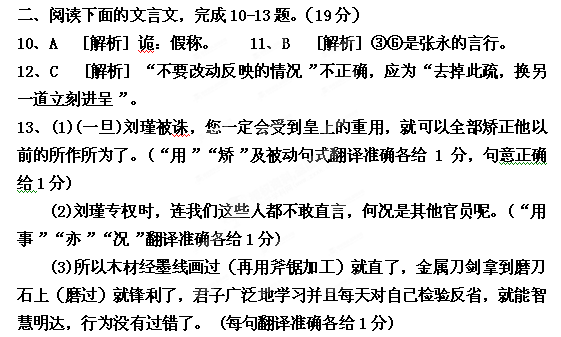 二、阅读下面的文言文，完成10-13题。（19分）
10、A [解析] 诡：假称。 11、B [解析] ③⑥是张永的言行。
12、C [解析] “不要改动反映的情况”不正确，应为“去掉此疏，换另
一道立刻进呈”。
13、(1)(一旦)刘瑾被诛，您一定会受到皇上的重用，就可以全部矫正他以
前的所作所为了。（“用”“矫”及被动句式翻译准确各给 1 分，句意正确
给1分）
(2)刘瑾专权时，连我们这些人都不敢直言，何况是其他官员呢。（“用
事”“亦”“况”翻译准确各给1分）
(3)所以木材经墨线画过（再用斧锯加工）就直了，金属刀剑拿到磨刀
石上（磨过）就锋利了，君子广泛地学习并且每天对自己检验反省，就能智
慧明达，行为没有过错了。（每句翻译准确各给1分）